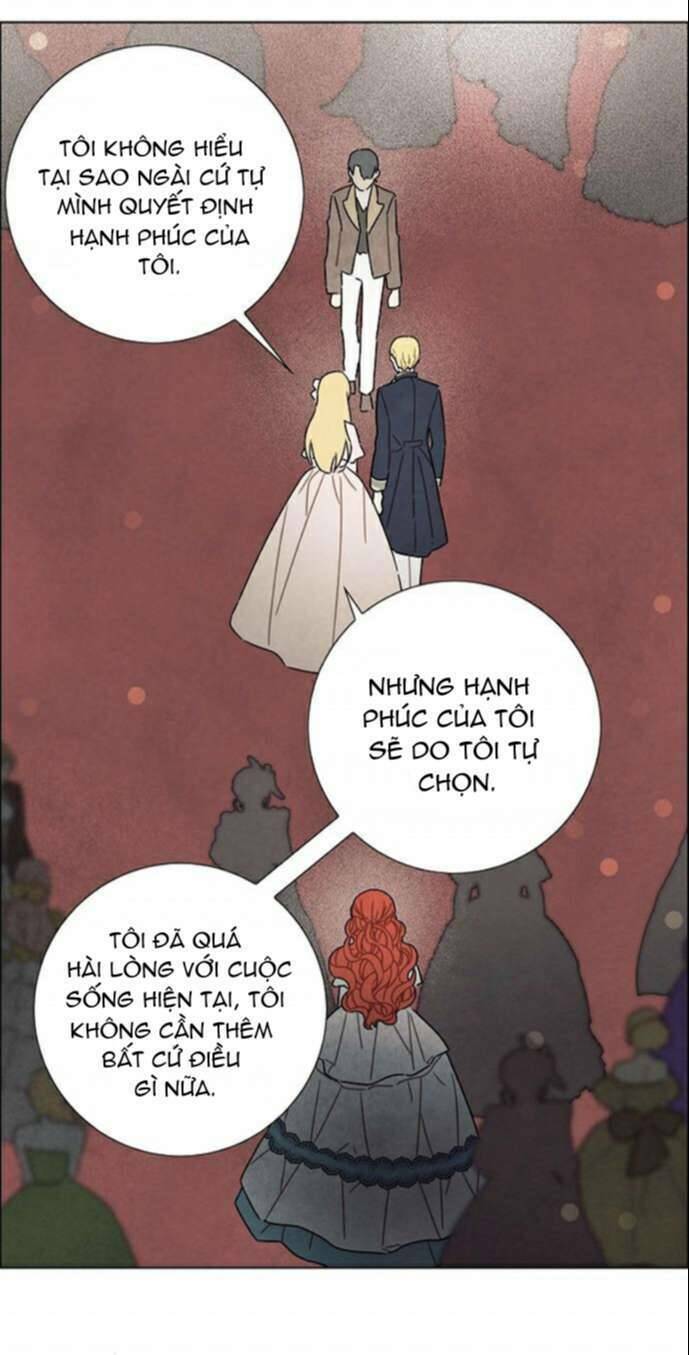 TÔI KHÔNG HIỂU
TẠI SAO NGÀI CỨ TỰ
MÌNH QUYẾT ĐỊNH
HẠNH PHÚC CỦA
TÔI.
NHƯNG HẠNH
PHÚC CỦA TÔI
SẼ DO TÔI TỰ
CHỌN.
TÔI ĐÃ QUÁ
HÀI LÒNG VỚI CUỘC
SỐNG HIỆN TẠI, TÔI
KHÔNG CẦN THÊM
BẤT CỨ ĐIỀU
GÌ NỮA.